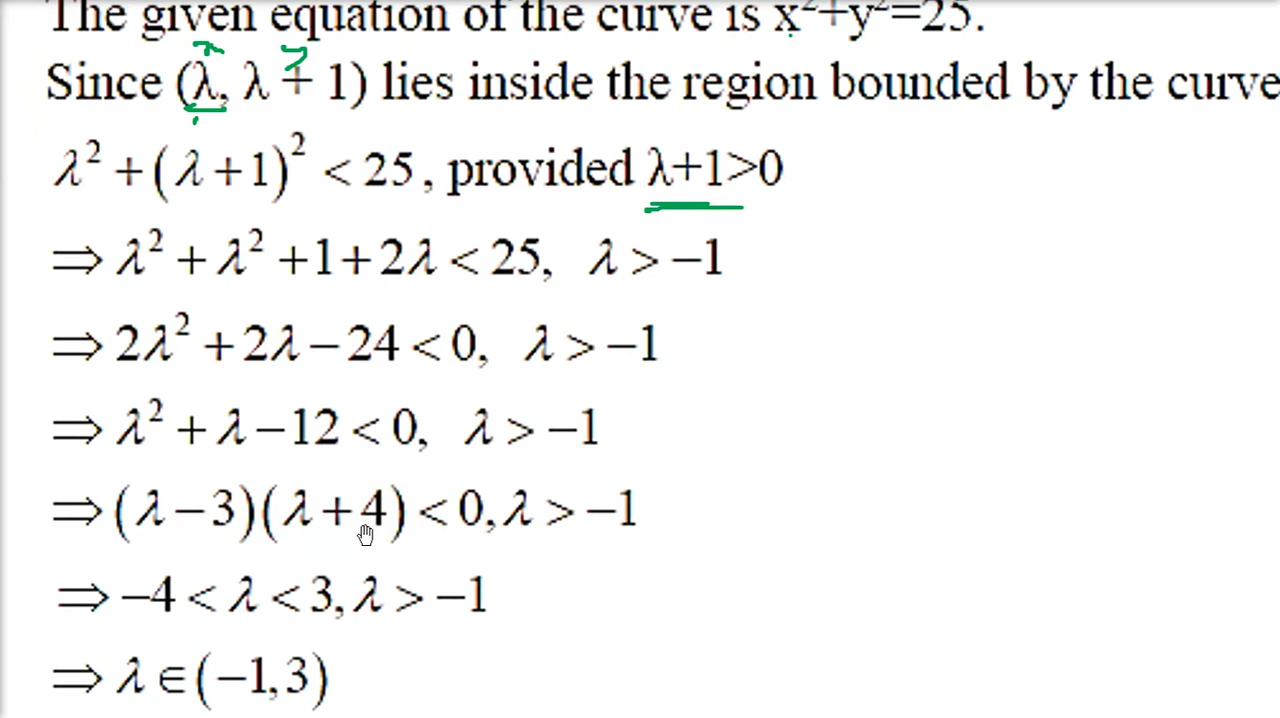 The given equation of the curve is x²+y²=25.
Since (λ, λ + 1) lies inside the region bounded by the curve
λ² + (λ + 1)² < 25, provided λ+1>0
⇒ λ² + λ² + 1 + 2λ < 25, λ > −1
⇒ 2λ² + 2λ − 24 < 0, λ > −1
⇒ λ² + λ − 12 < 0, λ > −1
⇒ (λ − 3)(λ + 4) < 0, λ > −1
⇒ −4 < λ < 3, λ > −1
⇒ λ ∈ (−1, 3)